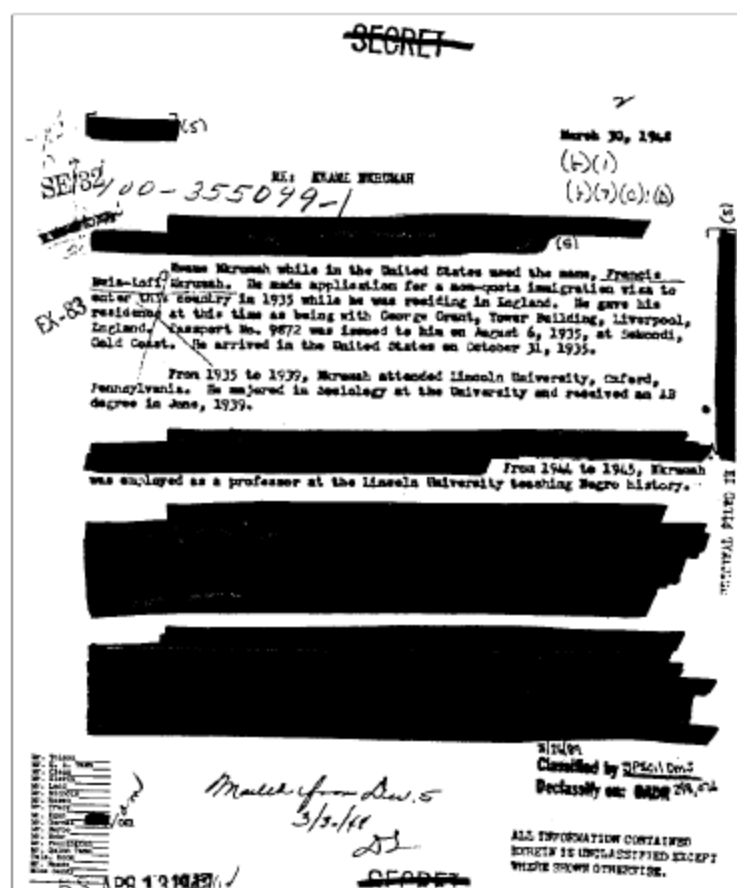 SECRET
(S)
March 30, 1948
(b)(1)
(b)(7)(C);(D)
RE: KWAME NKRUMAH
SE/32
100-355099-1
(S)
(S)
Kwame Nkrumah while in the United States used the name, Francis
Nwia-Kofi Nkrumah. He made application for a non-quota immigration visa to
enter this country in 1935 while he was residing in England. He gave his
residence at this time as being with George Grant, Tower Building, Liverpool,
England. Passport No. 9872 was issued to him on August 6, 1935, at Sekondi,
Gold Coast. He arrived in the United States on October 31, 1935.
EX-83
From 1935 to 1939, Nkrumah attended Lincoln University, Oxford,
Pennsylvania. He majored in Sociology at the University and received an AB
degree in June, 1939.
From 1944 to 1945, Nkrumah
was employed as a professor at the Lincoln University teaching Negro history.
Classified by
Declassify on: OADR
Mailed from Div. 5
3/30/48
ALL INFORMATION CONTAINED
HEREIN IS UNCLASSIFIED EXCEPT
WHERE SHOWN OTHERWISE.
APR 13
SECRET